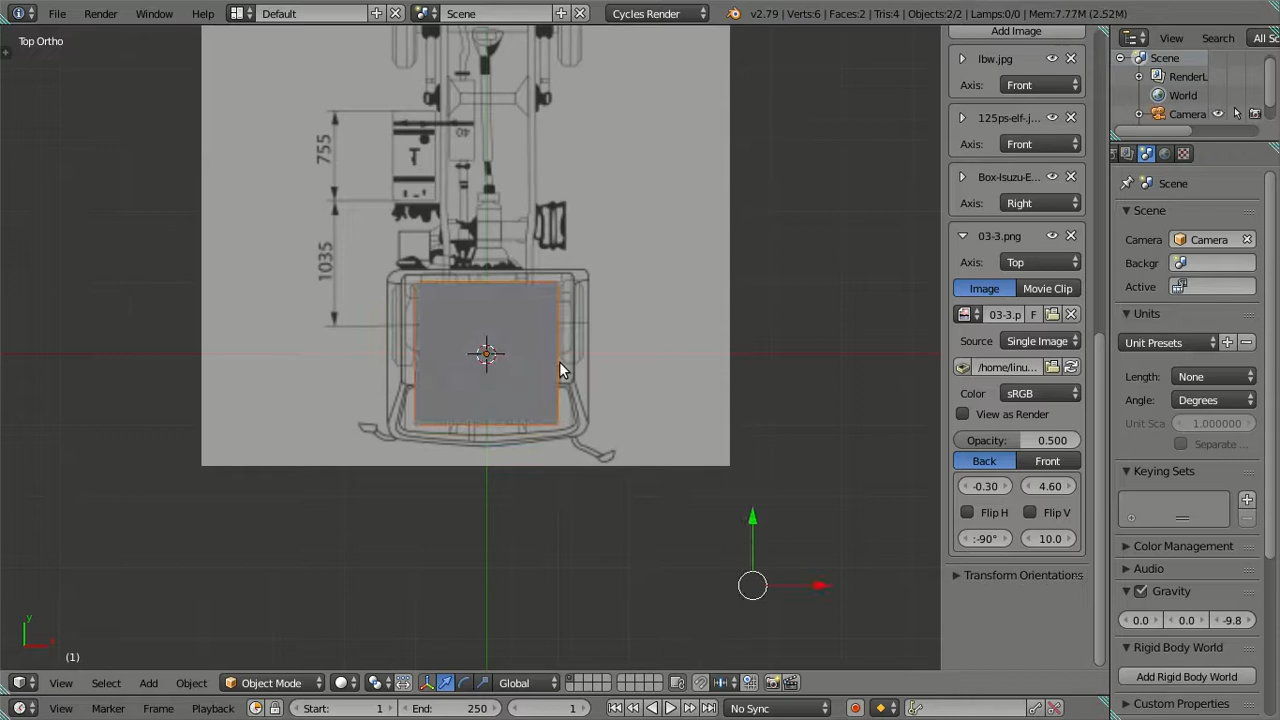 File Render Window Help Default Scene Cycles Render v2.79 | Verts:6 | Faces:2 | Tris:4 | Objects:2/2 | Lamps:0/0 | Mem:7.77M (2.52M)
Top Ortho
Add Image
lbw.jpg
Axis: Front
125ps-elf-.j...
Axis: Front
Box-Isuzu-E...
Axis: Right
03-3.png
Axis: Top
Image Movie Clip
03-3.p F
Source Single Image
/home/linu...
Color sRGB
View as Render
Opacity: 0.500
Back Front
-0.30 4.60
Flip H Flip V
:-90° 10.0
Transform Orientations
View Search All Sc
Scene
RenderL
World
Camera
Scene
Scene
Camera Camera
Backgr
Active
Units
Unit Presets
Length: None
Angle: Degrees
Unit Sca 1.000000
Separate ...
Keying Sets
Color Management
Audio
Gravity
0.0 0.0 -9.8
Rigid Body World
Add Rigid Body World
Custom Properties
755
40
1035
y
x
(1)
View Select Add Object Object Mode Global
View Marker Frame Playback Start: 1 End: 250 1 No Sync